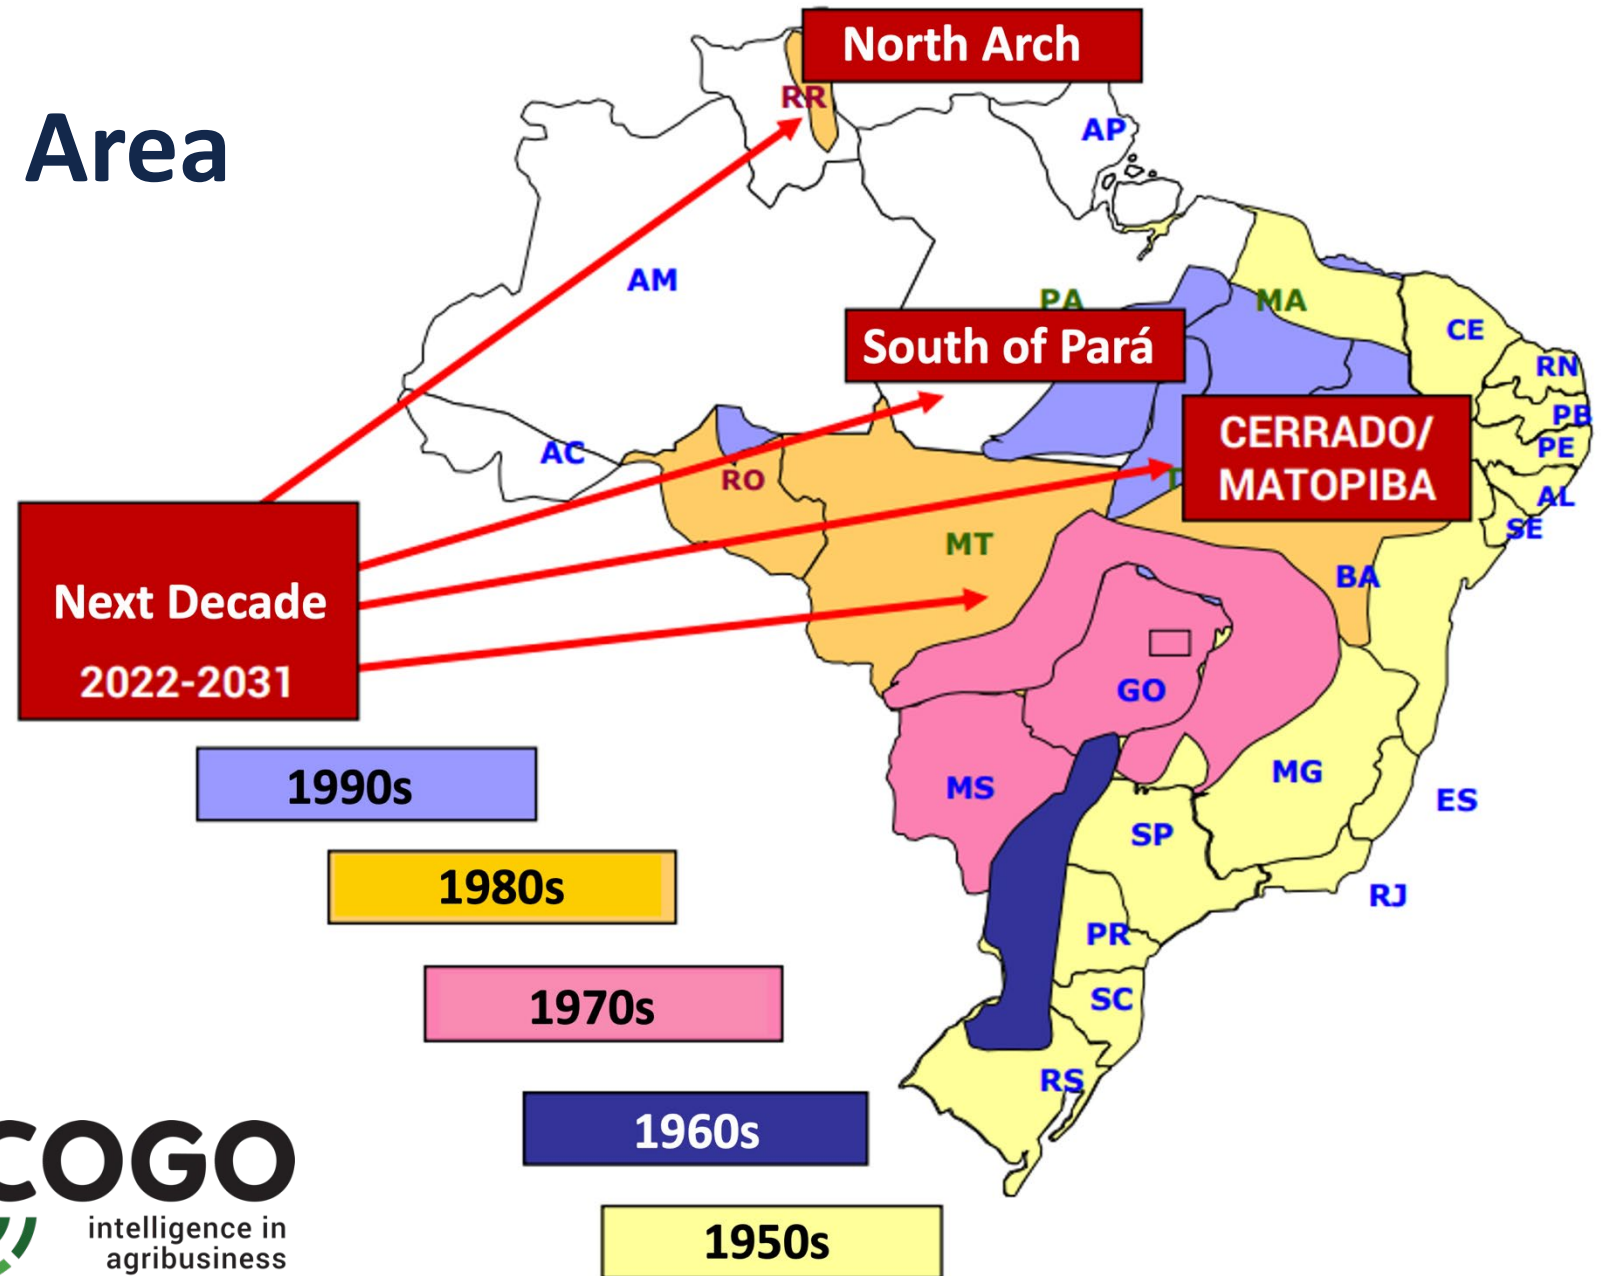 Area
North Arch
RR
AP
AM
PA
MA
South of Pará
CE
RN
PB
PE
AL
SE
CERRADO/
MATOPIBA
T
AC
RO
MT
BA
Next Decade
2022-2031
GO
MS
MG
ES
SP
RJ
PR
SC
RS
1990s
1980s
1970s
1960s
1950s
COGO
intelligence in
agribusiness